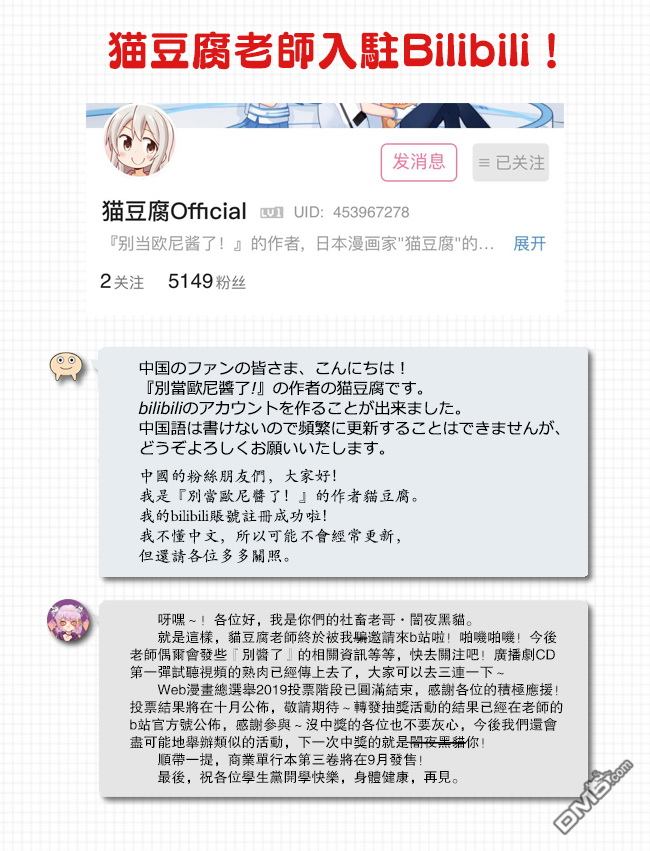 猫豆腐老師入駐Bilibili！
发消息
≡ 已关注
猫豆腐Official LV1 UID: 453967278
『别当欧尼酱了！』的作者, 日本漫画家"猫豆腐"的… 展开
2关注 5149粉丝
中国のファンの皆さま、こんにちは！
『別當歐尼醬了!』の作者の猫豆腐です。
bilibiliのアカウントを作ることが出来ました。
中国語は書けないので頻繁に更新することはできませんが、
どうぞよろしくお願いいたします。
中國的粉絲朋友們，大家好！
我是『別當歐尼醬了！』的作者貓豆腐。
我的bilibili賬號註冊成功啦！
我不懂中文，所以可能不會經常更新，
但還請各位多多關照。
呀嘿～！各位好，我是你們的社畜老哥・闇夜黑貓。
就是這樣，貓豆腐老師終於被我騙邀請來b站啦！啪嘰啪嘰！今後
老師偶爾會發些『別醬了』的相關資訊等等，快去關注吧！廣播劇CD
第一彈試聽視頻的熟肉已經傳上去了，大家可以去三連一下～
Web漫畫總選舉2019投票階段已圓滿結束，感謝各位的積極應援！
投票結果將在十月公佈，敬請期待～轉發抽獎活動的結果已經在老師的
b站官方號公佈，感謝參與～沒中獎的各位也不要灰心，今後我們還會
盡可能地舉辦類似的活動，下一次中獎的就是闇夜黑貓你！
順帶一提，商業單行本第三卷將在9月發售！
最後，祝各位學生黨開學快樂，身體健康，再見。
DM5.com